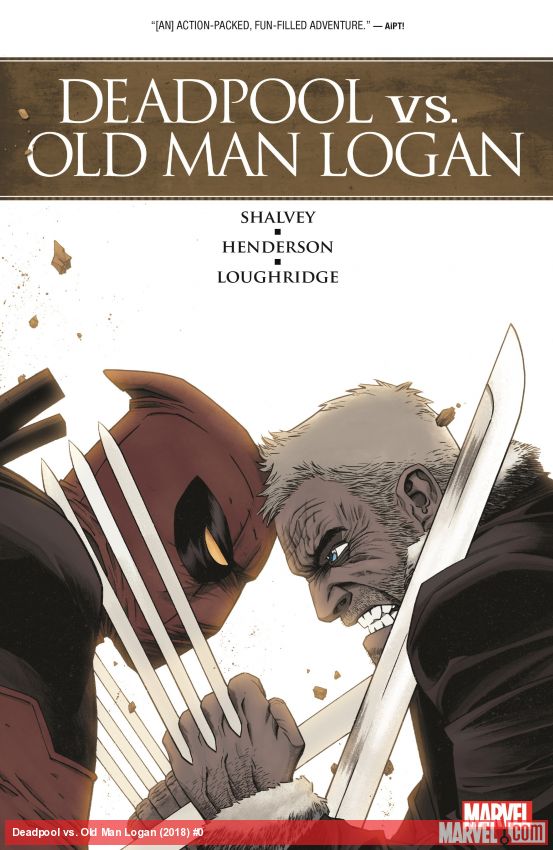 “[AN] ACTION-PACKED, FUN-FILLED ADVENTURE.” — AiPT!
DEADPOOL vs.
OLD MAN LOGAN
SHALVEY
HENDERSON
LOUGHRIDGE
MARVEL
Deadpool vs. Old Man Logan (2018) #0
MARVEL.com